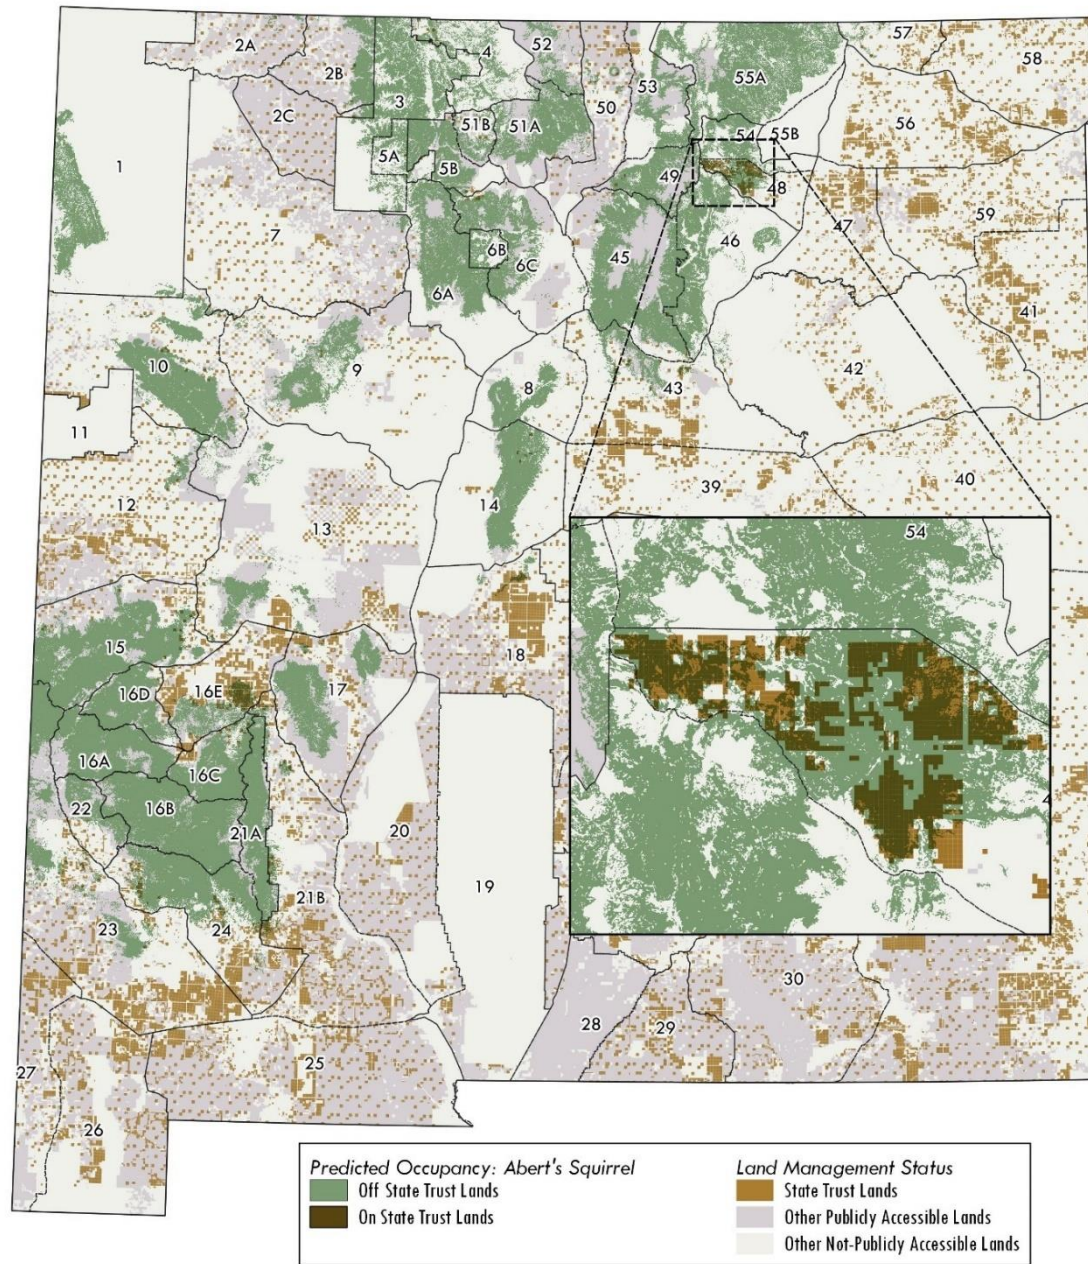 2A
2B
2C
3
4
52
53
55A
57
58
50
51B
51A
54
55B
56
1
5A
5B
49
48
7
6B
6C
6A
45
46
47
59
41
10
9
8
43
42
11
12
13
14
39
40
54
4
15
16D
16E
17
18
16A
16C
22
16B
21A
20
19
21B
23
24
28
29
30
25
27
26
Predicted Occupancy: Abert's Squirrel
Off State Trust Lands
On State Trust Lands
Land Management Status
State Trust Lands
Other Publicly Accessible Lands
Other Not-Publicly Accessible Lands